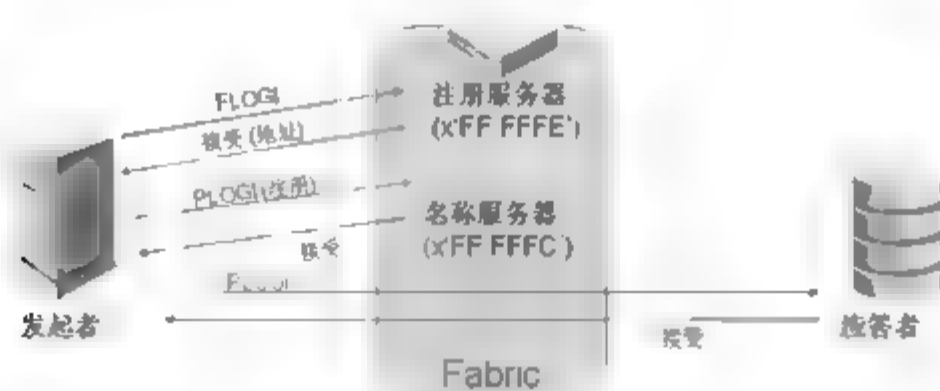 FLOGI
接受 (地址)
注册服务器
(x'FF FFFE')
PLOGI (注册)
接受
名称服务器
(x'FF FFFC')
PLOGI
发起者
接受
应答者
Fabric